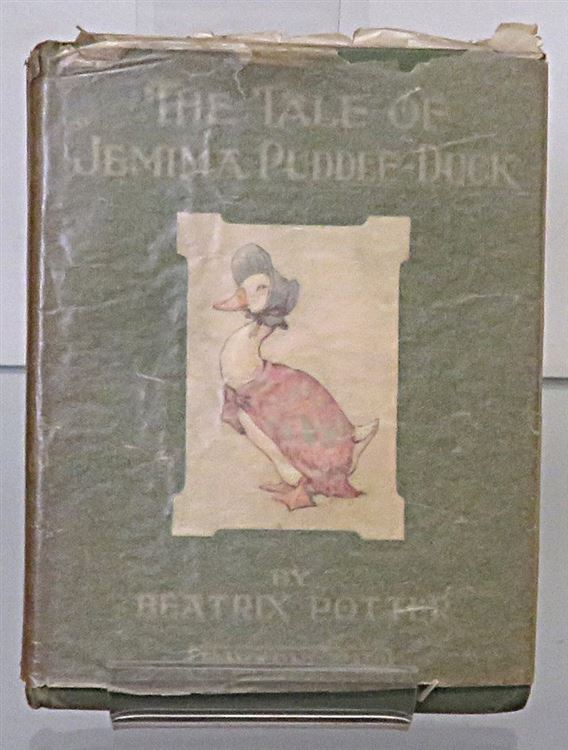 THE TALE OF
JEMIMA PUDDLE-DUCK
BY
BEATRIX POTTER